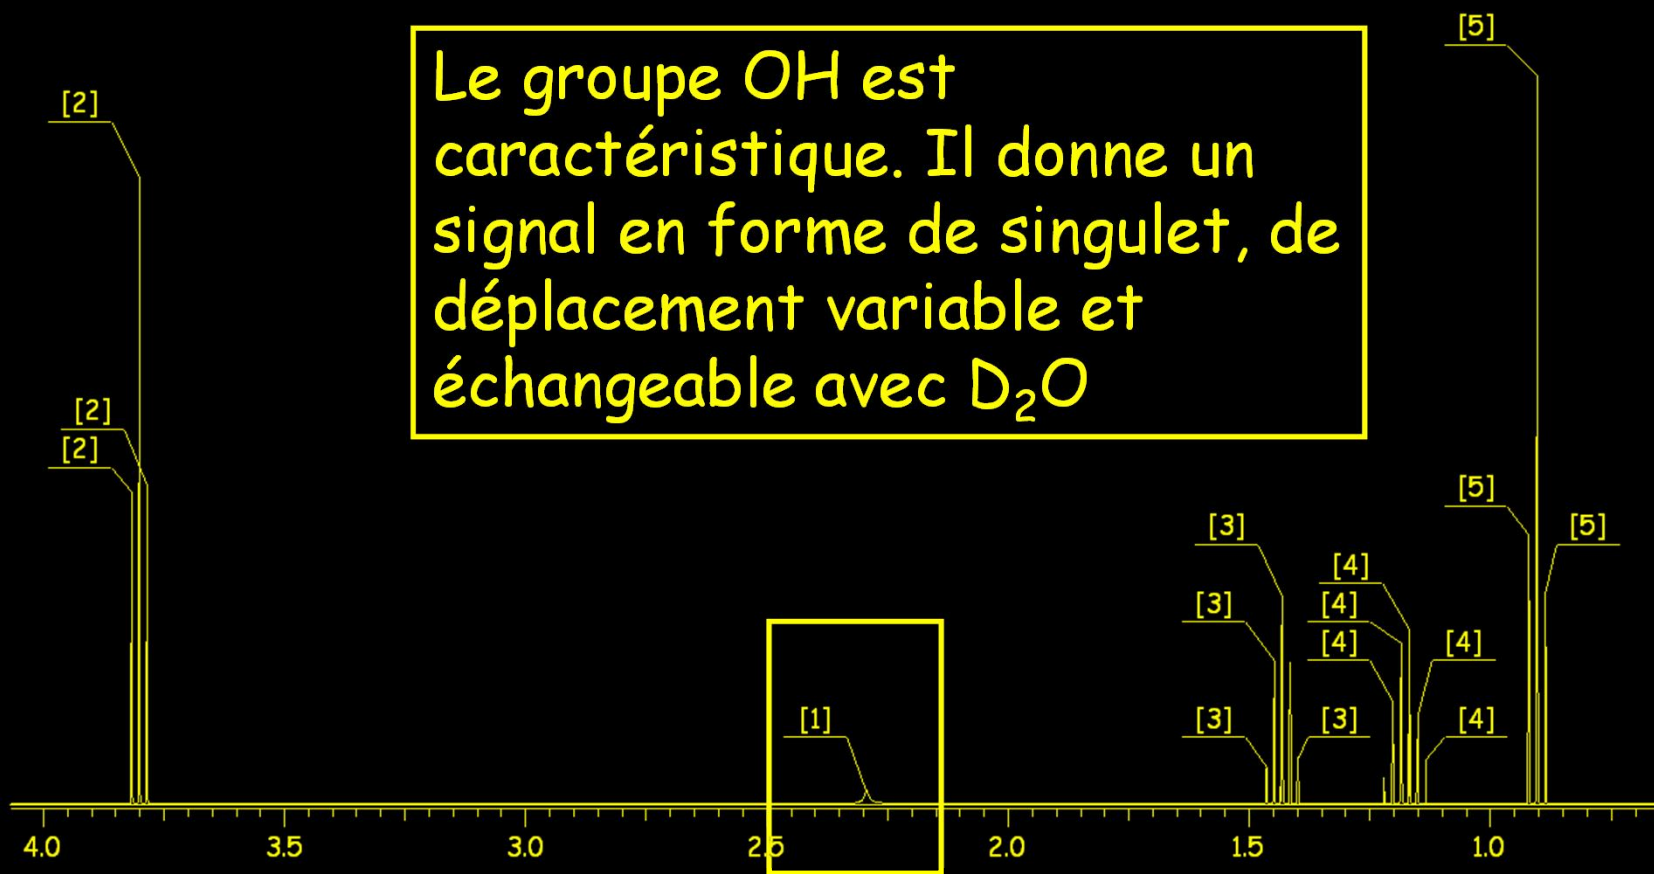 [5]
[2]
Le groupe OH est
caractéristique. Il donne un
signal en forme de singulet, de
déplacement variable et
échangeable avec D₂O
[2]
[2]
[5]
[3]
[5]
[4]
[3]
[4]
[4]
[4]
[1]
[3]
[3]
[4]
4.0 3.5 3.0 2.5 2.0 1.5 1.0